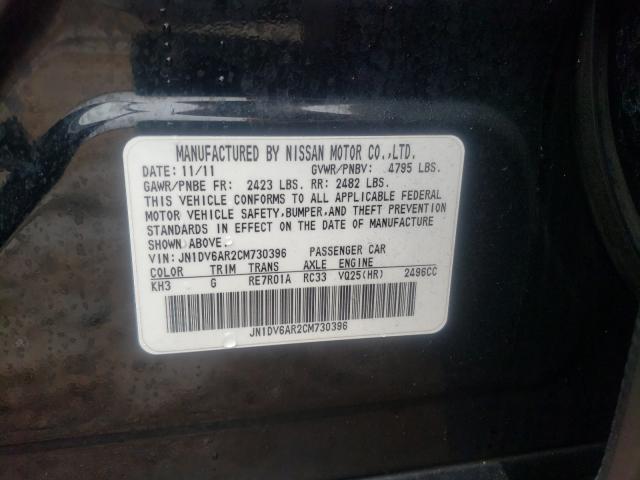 MANUFACTURED BY NISSAN MOTOR CO.,LTD.
DATE: 11/11 GVWR/PNBV: 4795 LBS.
GAWR/PNBE FR: 2423 LBS. RR: 2482 LBS.
THIS VEHICLE CONFORMS TO ALL APPLICABLE FEDERAL
MOTOR VEHICLE SAFETY,BUMPER,AND THEFT PREVENTION
STANDARDS IN EFFECT ON THE DATE OF MANUFACTURE
SHOWN ABOVE.
VIN: JN1DV6AR2CM730396 PASSENGER CAR
COLOR TRIM TRANS AXLE ENGINE
KH3 G RE7R01A RC33 VQ25(HR) 2496CC
JN1DV6AR2CM730396